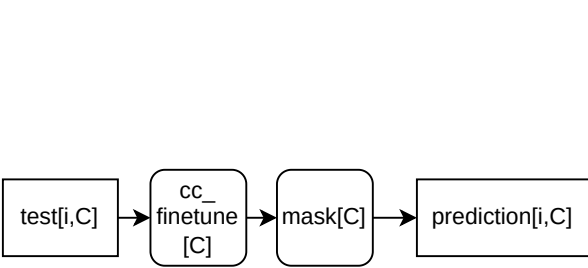 test[i,C]
cc_
finetune
[C]
mask[C]
prediction[i,C]